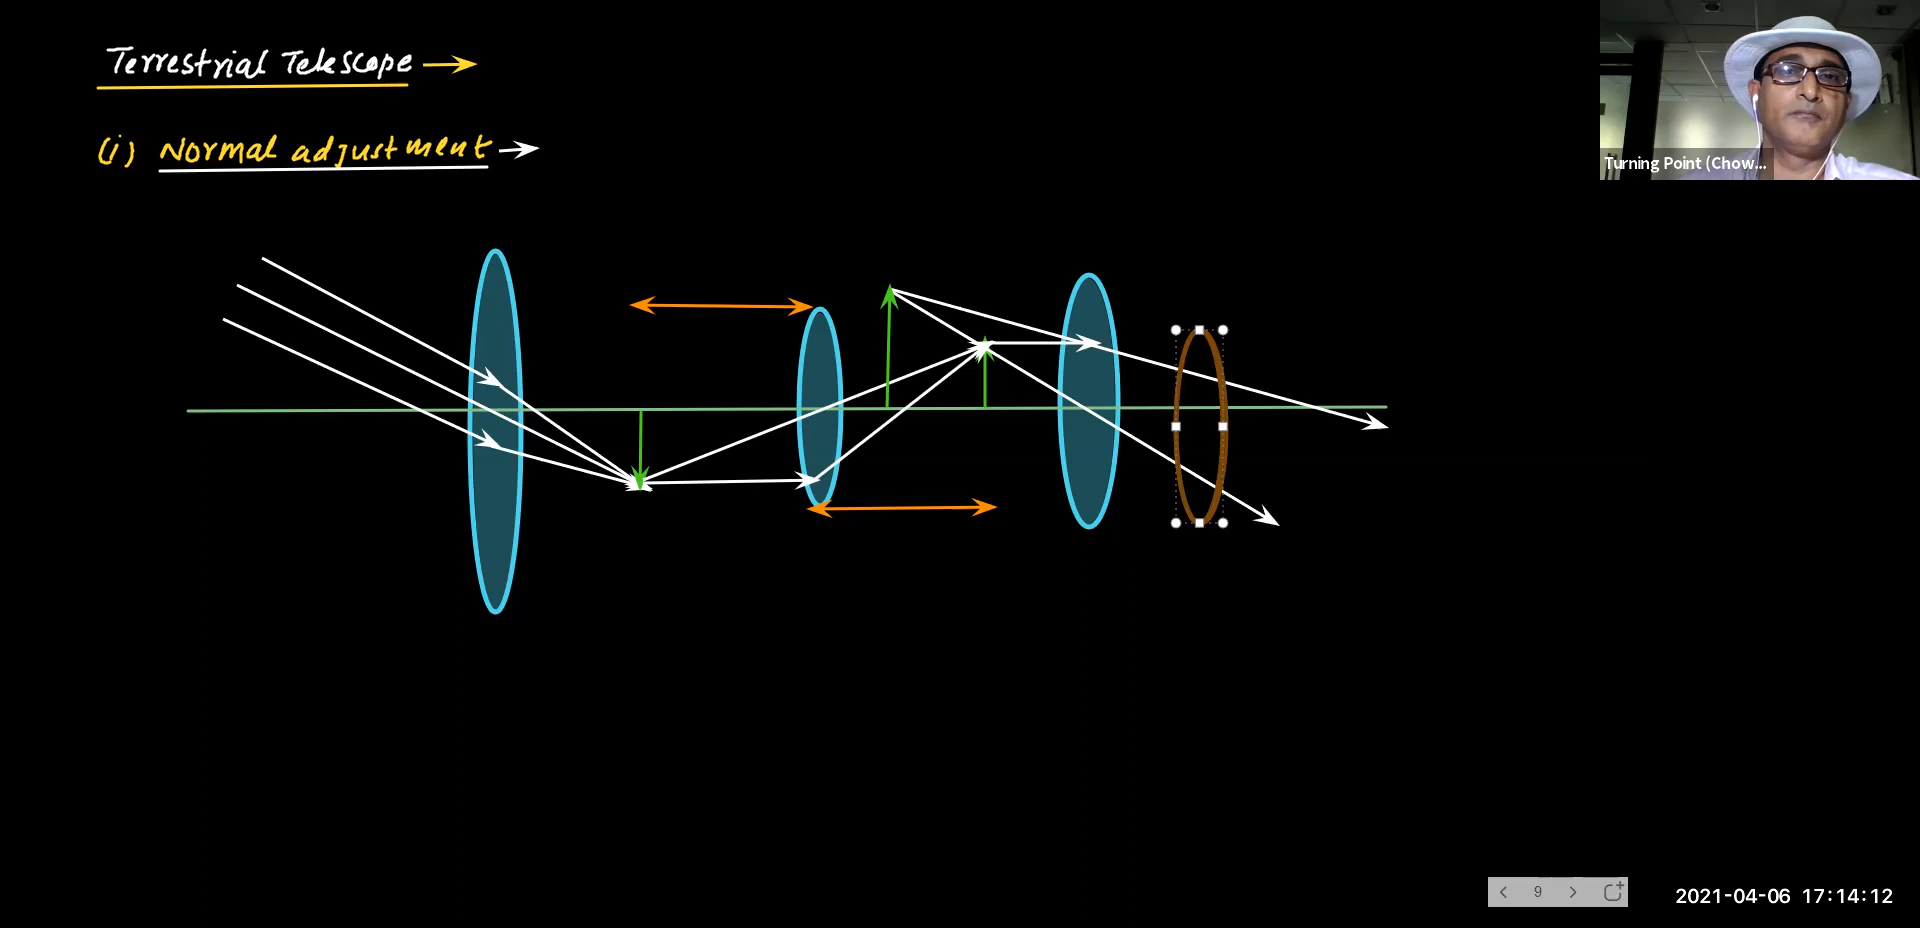 Terrestrial Telescope
(i) Normal adjustment
Turning Point (Chow...
9
2021-04-06 17:14:12